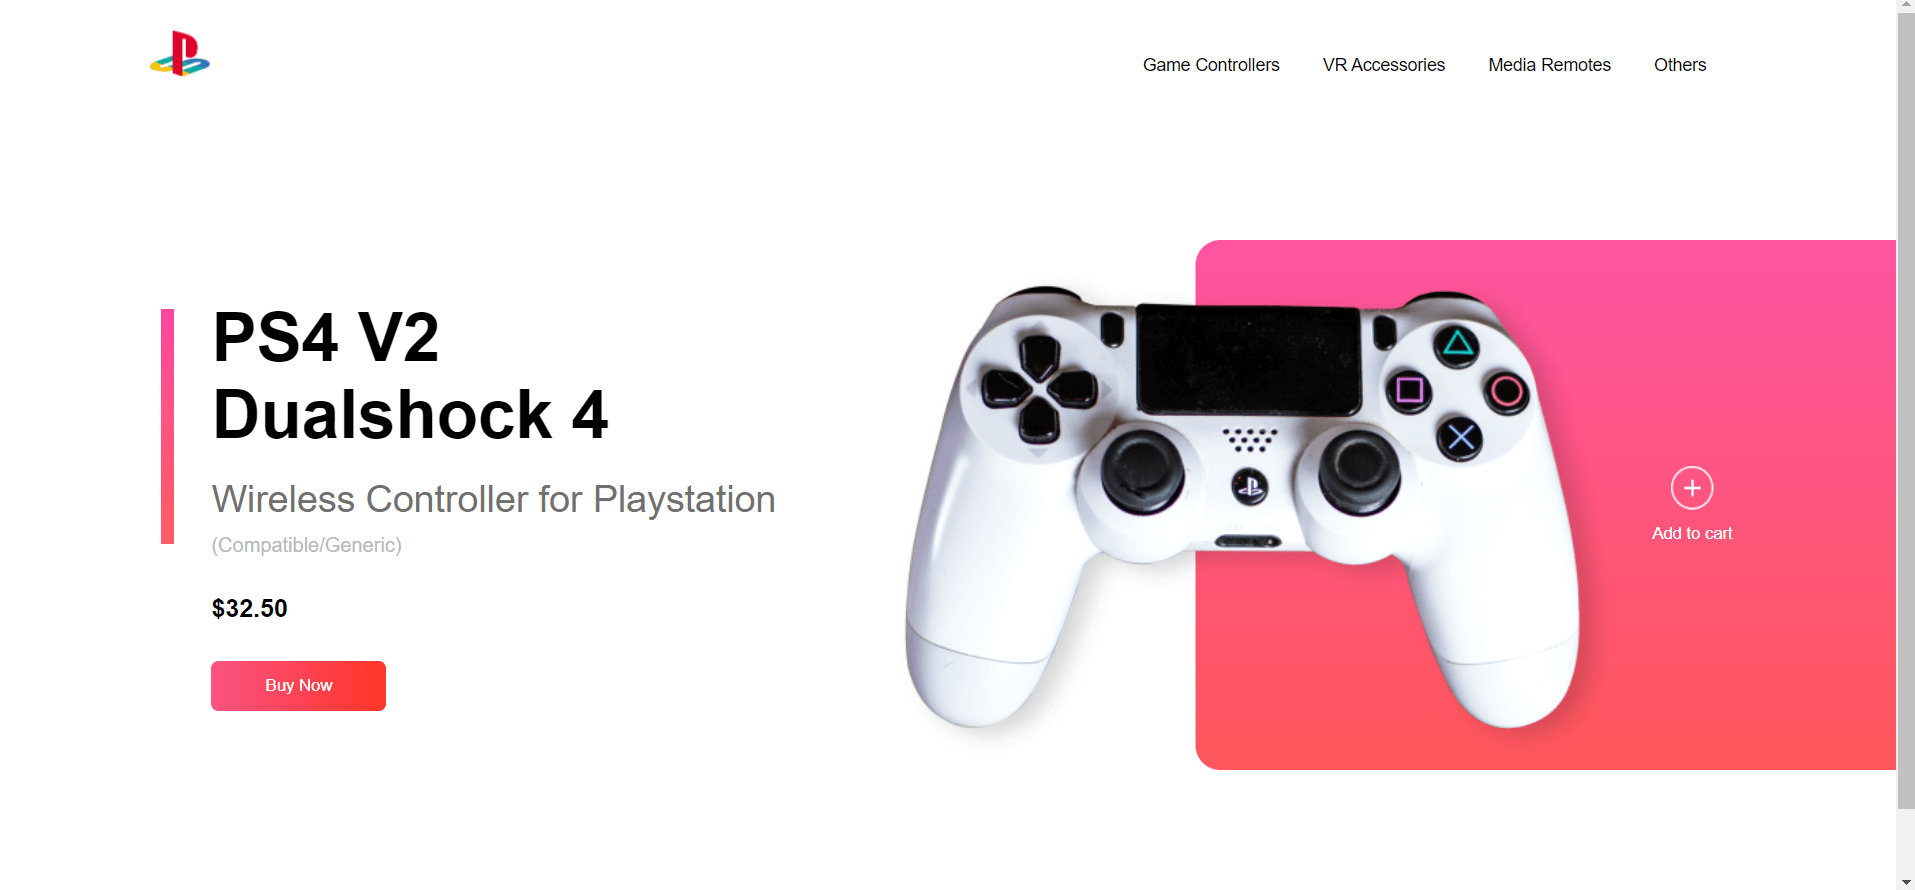 Game Controllers VR Accessories Media Remotes Others
PS4 V2
Dualshock 4
Wireless Controller for Playstation
(Compatible/Generic)
$32.50
Buy Now
Add to cart